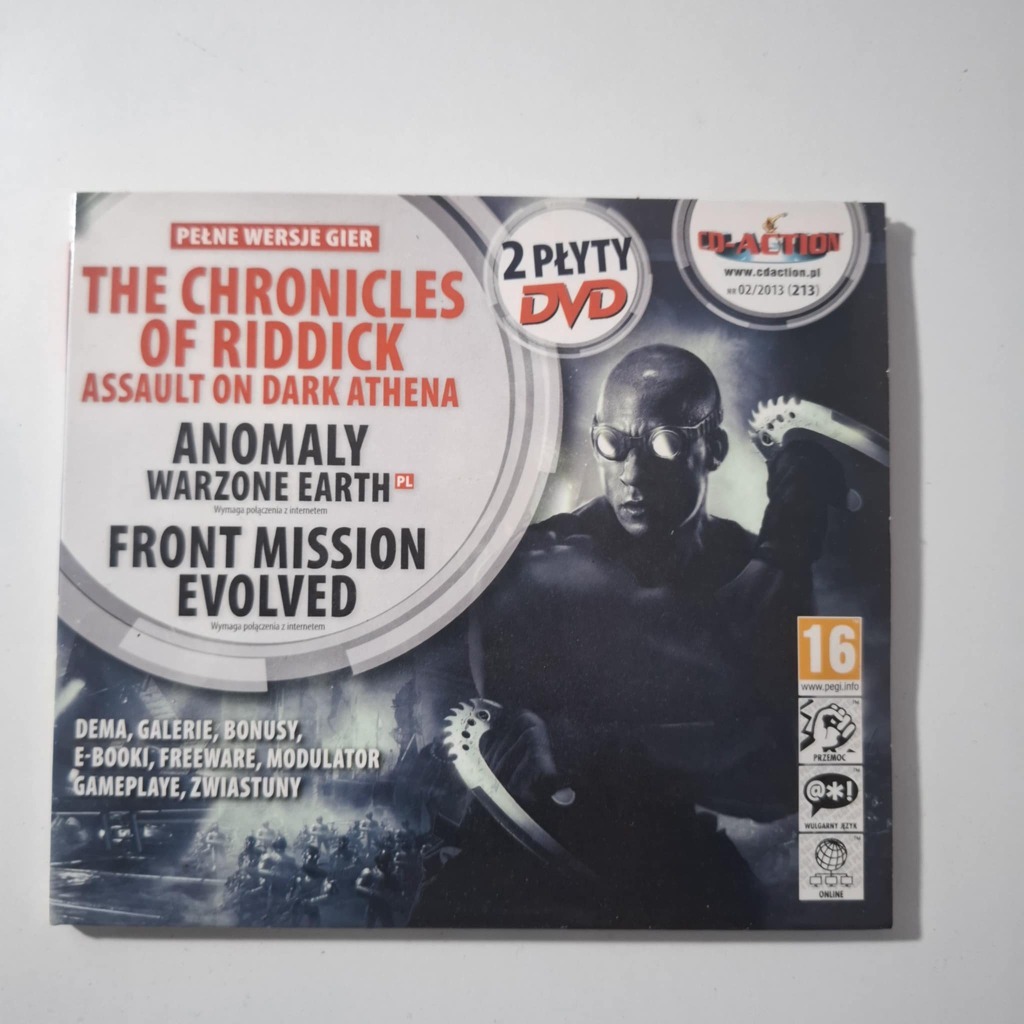 PEŁNE WERSJE GIER
THE CHRONICLES
OF RIDDICK
ASSAULT ON DARK ATHENA
ANOMALY
WARZONE EARTH PL
Wymaga połączenia z internetem
FRONT MISSION
EVOLVED
Wymaga połączenia z internetem
DEMA, GALERIE, BONUSY,
E-BOOKI, FREEWARE, MODULATOR
GAMEPLAYE, ZWIASTUNY
2 PŁYTY
DVD
CD-ACTION
www.cdaction.pl
NR 02/2013 (213)
16
www.pegi.info
PRZEMOC
@*!
WULGARNY JĘZYK
ONLINE